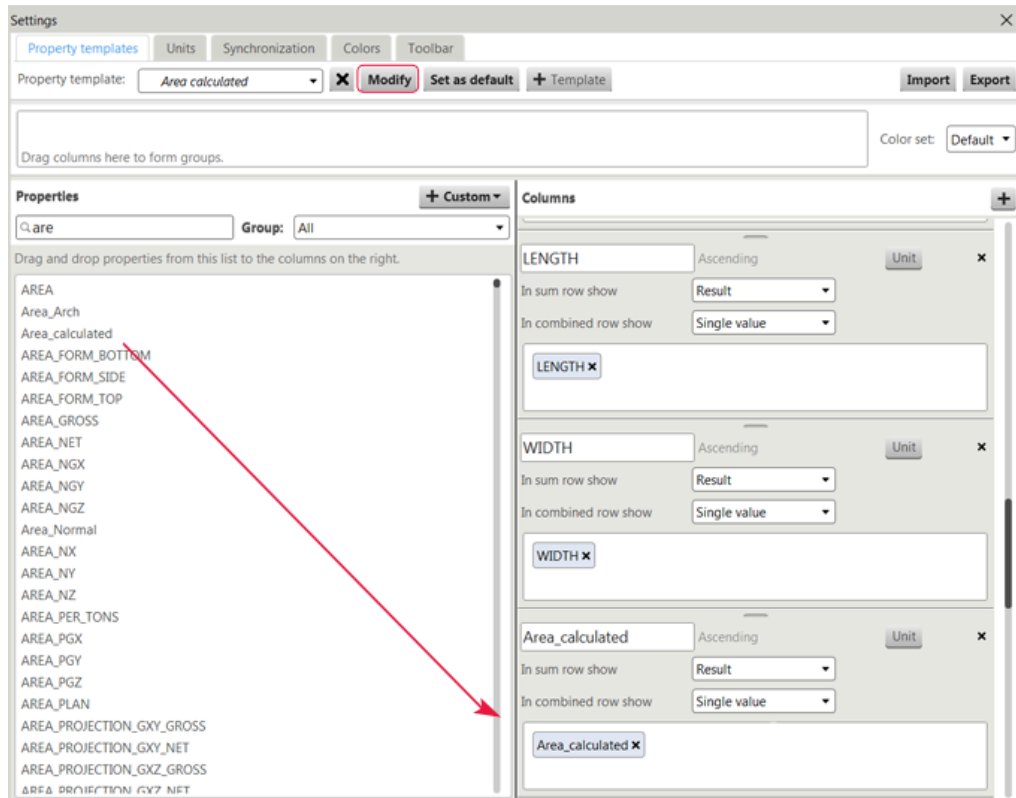 Settings
Property templates Units Synchronization Colors Toolbar
Property template: Area calculated Modify Set as default + Template Import Export
Drag columns here to form groups.
Color set: Default
Properties + Custom
are Group: All
Drag and drop properties from this list to the columns on the right.
AREA
Area_Arch
Area_calculated
AREA_FORM_BOTTOM
AREA_FORM_SIDE
AREA_FORM_TOP
AREA_GROSS
AREA_NET
AREA_NGX
AREA_NGY
AREA_NGZ
Area_Normal
AREA_NX
AREA_NY
AREA_NZ
AREA_PER_TONS
AREA_PGX
AREA_PGY
AREA_PGZ
AREA_PLAN
AREA_PROJECTION_GXY_GROSS
AREA_PROJECTION_GXY_NET
AREA_PROJECTION_GXZ_GROSS
AREA_PROJECTION_GXZ_NET
Columns +
LENGTH Ascending Unit
In sum row show Result
In combined row show Single value
LENGTH
WIDTH Ascending Unit
In sum row show Result
In combined row show Single value
WIDTH
Area_calculated Ascending Unit
In sum row show Result
In combined row show Single value
Area_calculated